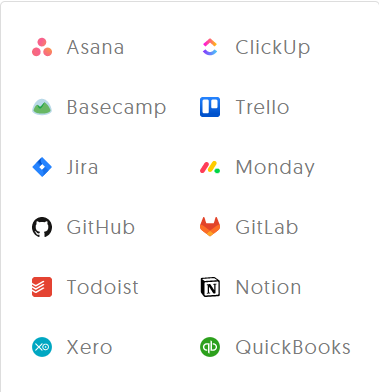 Asana
ClickUp
Basecamp
Trello
Jira
Monday
GitHub
GitLab
Todoist
Notion
Xero
QuickBooks